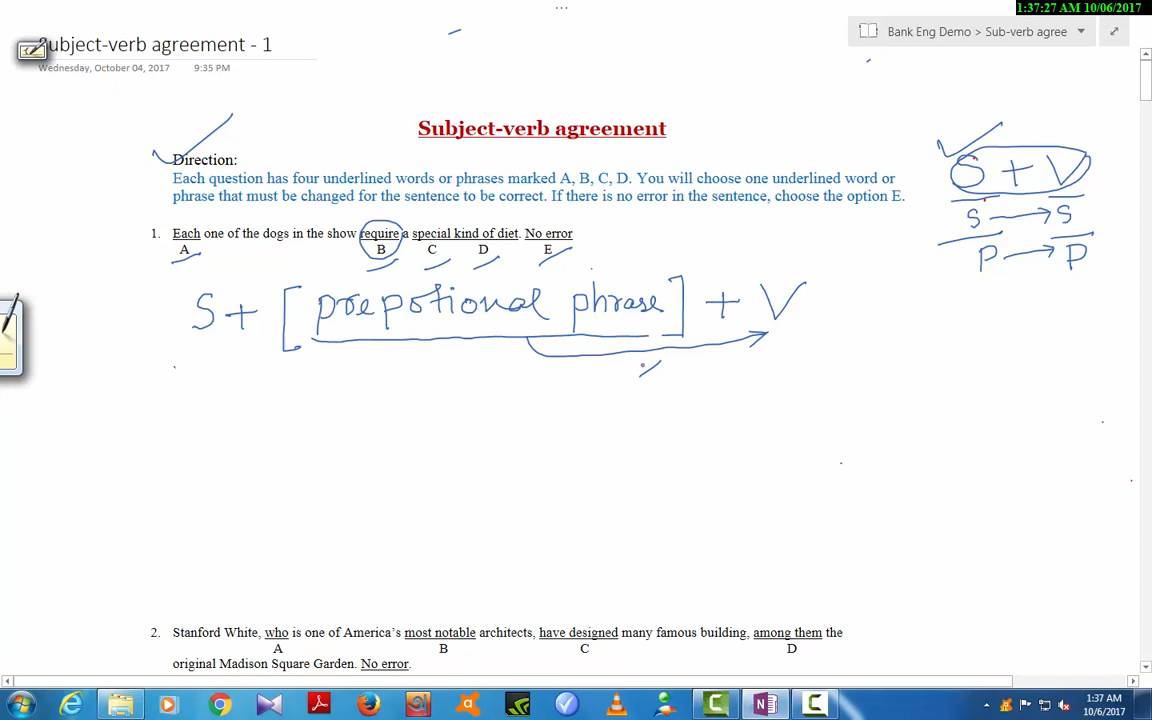 1:37:27 AM 10/06/2017
Subject-verb agreement - 1
Bank Eng Demo > Sub-verb agree
Wednesday, October 04, 2017 9:35 PM
Subject-verb agreement
Direction:
Each question has four underlined words or phrases marked A, B, C, D. You will choose one underlined word or
phrase that must be changed for the sentence to be correct. If there is no error in the sentence, choose the option E.
S + V
S → S
P → P
1. Each one of the dogs in the show require a special kind of diet. No error
A B C D E
S + [prepotional phrase] + V
2. Stanford White, who is one of America's most notable architects, have designed many famous building, among them the
A B C D
original Madison Square Garden. No error.
1:37 AM
10/6/2017